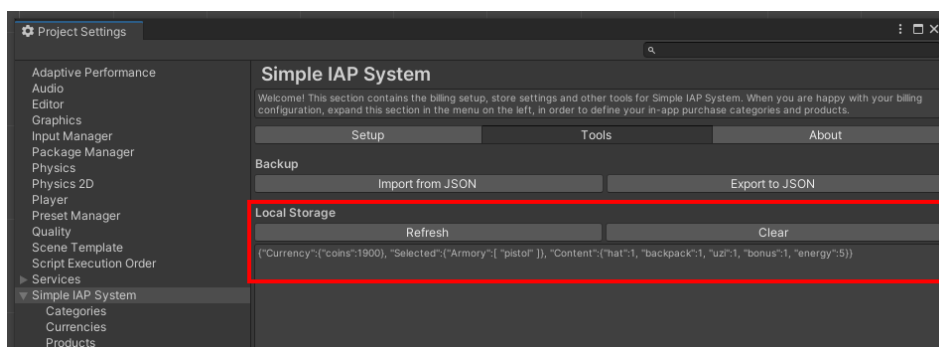 Project Settings
Adaptive Performance
Audio
Editor
Graphics
Input Manager
Package Manager
Physics
Physics 2D
Player
Preset Manager
Quality
Scene Template
Script Execution Order
Services
Simple IAP System
Categories
Currencies
Products
Simple IAP System
Welcome! This section contains the billing setup, store settings and other tools for Simple IAP System. When you are happy with your billing
configuration, expand this section in the menu on the left, in order to define your in-app purchase categories and products.
Setup Tools About
Backup
Import from JSON Export to JSON
Local Storage
Refresh Clear
{"Currency":{"coins":1900}, "Selected":{"Armory":[ "pistol" ]}, "Content":{"hat":1, "backpack":1, "uzi":1, "bonus":1, "energy":5}}